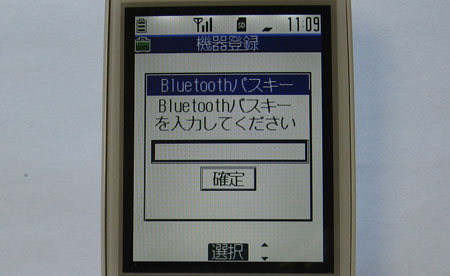 SD 11:09
機器登録
Bluetoothパスキー
Bluetoothパスキー
を入力してください
確定
選択